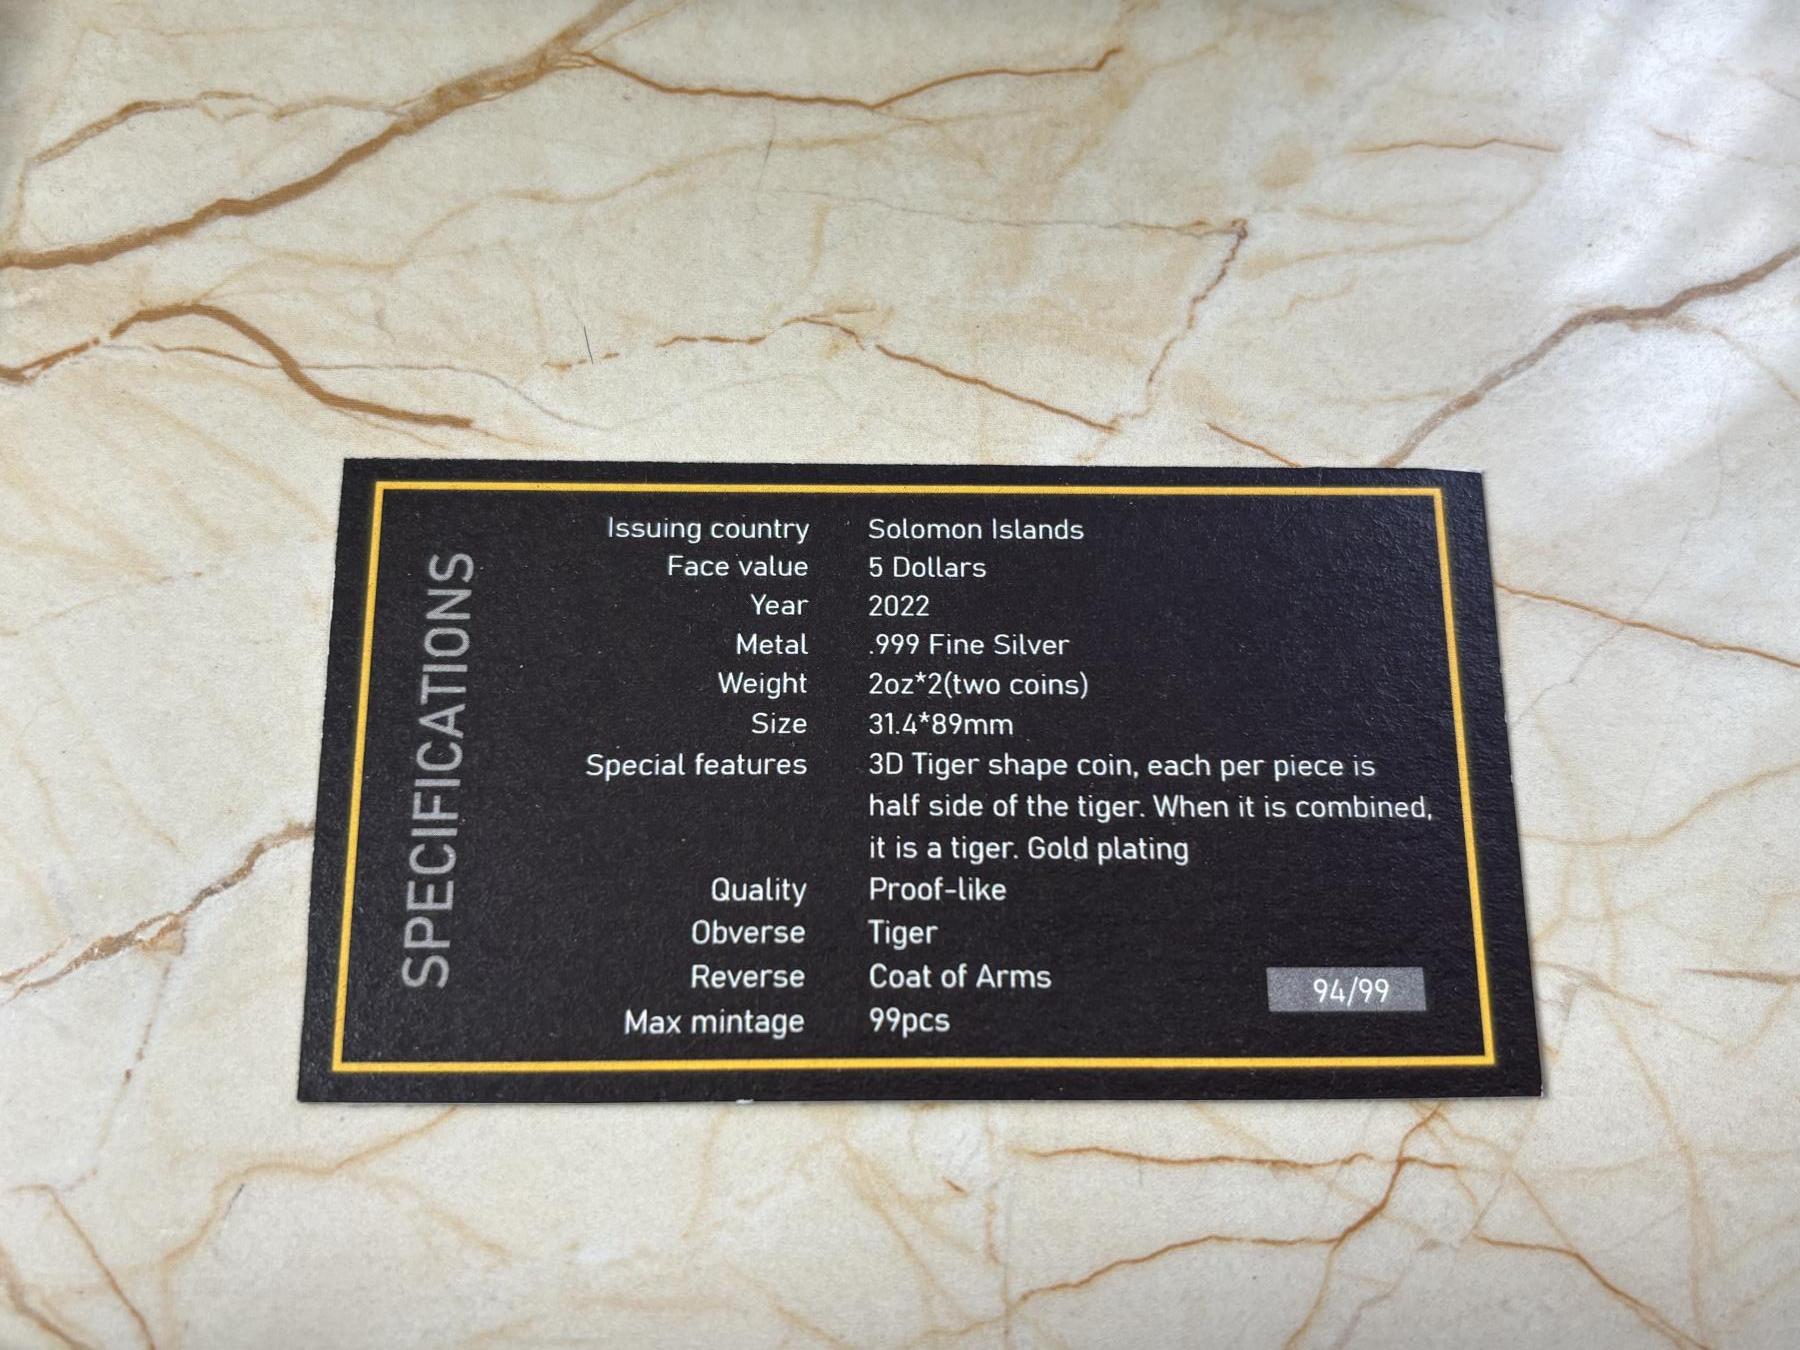 SPECIFICATIONS
Issuing country Solomon Islands
Face value 5 Dollars
Year 2022
Metal .999 Fine Silver
Weight 2oz*2(two coins)
Size 31.4*89mm
Special features 3D Tiger shape coin, each per piece is
half side of the tiger. When it is combined,
it is a tiger. Gold plating
Quality Proof-like
Obverse Tiger
Reverse Coat of Arms
Max mintage 99pcs
94/99